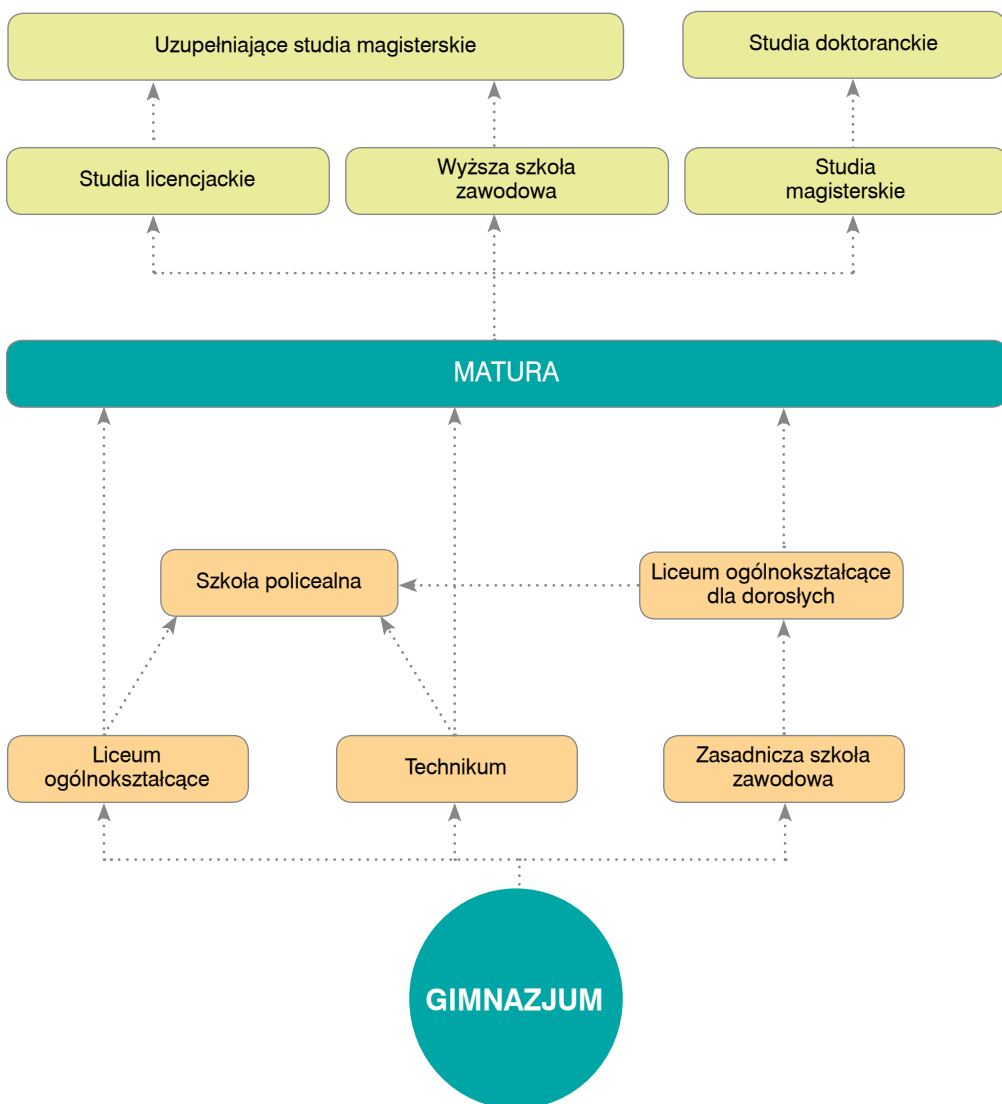 Uzupełniające studia magisterskie
Studia doktoranckie
Studia licencjackie
Wyższa szkoła
zawodowa
Studia
magisterskie
MATURA
Szkoła policealna
Liceum ogólnokształcące
dla dorosłych
Liceum
ogólnokształcące
Technikum
Zasadnicza szkoła
zawodowa
GIMNAZJUM